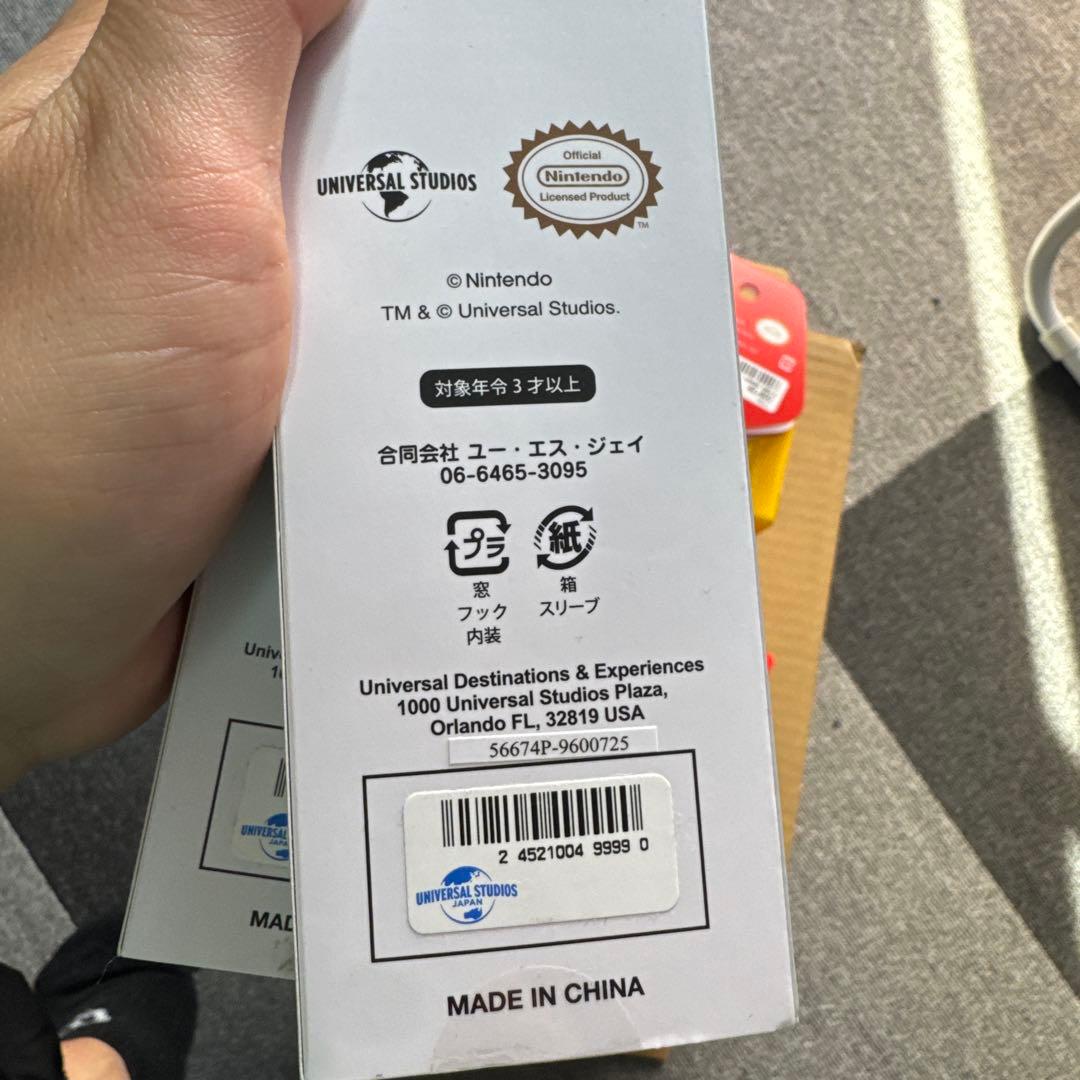 UNIVERSAL STUDIOS
Official
Nintendo
Licensed Product
TM
© Nintendo
TM & © Universal Studios.
対象年令3才以上
合同会社 ユー・エス・ジェイ
06-6465-3095
プラ
紙
窓
フック
内装
箱
スリーブ
Universal Destinations & Experiences
1000 Universal Studios Plaza,
Orlando FL, 32819 USA
56674P-9600725
2 4521004 9999 0
UNIVERSAL STUDIOS
JAPAN
MADE IN CHINA